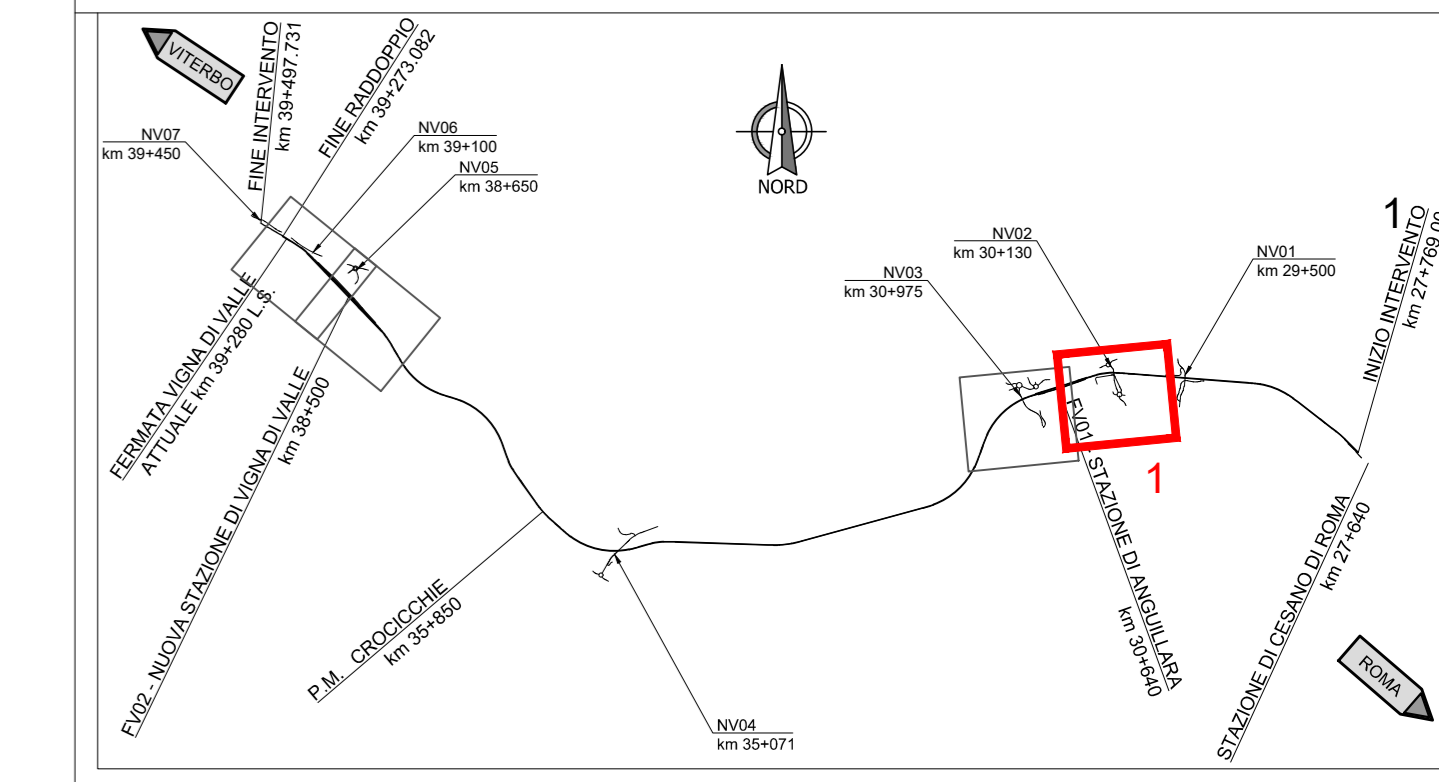 VITERBO
FINE INTERVENTO
km 39+497.731
FINE RADDOPPIO
km 39+273.082
NV07
km 39+450
NV06
km 39+100
NV05
km 38+650
NORD
NV02
km 30+130
NV03
km 30+975
NV01
km 29+500
1
INIZIO INTERVENTO
km 27+769.00
FERMATA VIGNA DI VALLE
ATTUALE km 39+280 L.S.
FV02 - NUOVA STAZIONE DI VIGNA DI VALLE
km 38+500
P.M. CROCICCHIE
km 35+850
NV04
km 35+071
FV01 - STAZIONE DI ANGUILLARA
km 30+640
1
STAZIONE DI CESANO DI ROMA
km 27+640
ROMA